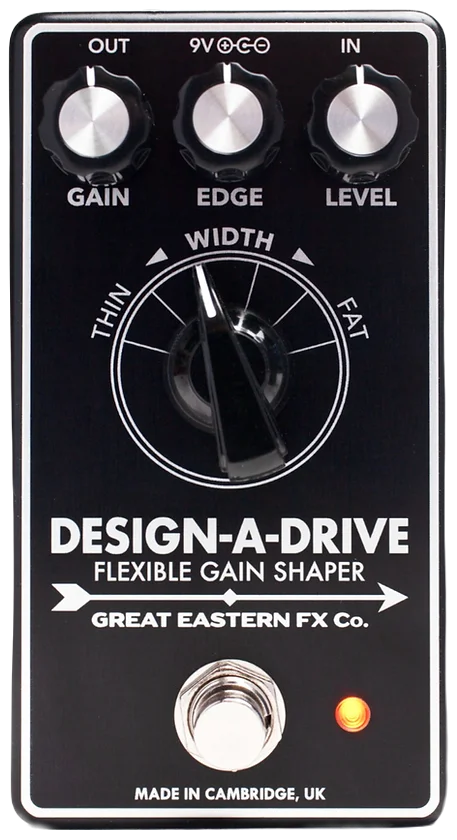 OUT 9V⊕-C-⊖ IN
GAIN EDGE LEVEL
WIDTH
THIN FAT
DESIGN-A-DRIVE
FLEXIBLE GAIN SHAPER
GREAT EASTERN FX Co.
MADE IN CAMBRIDGE, UK